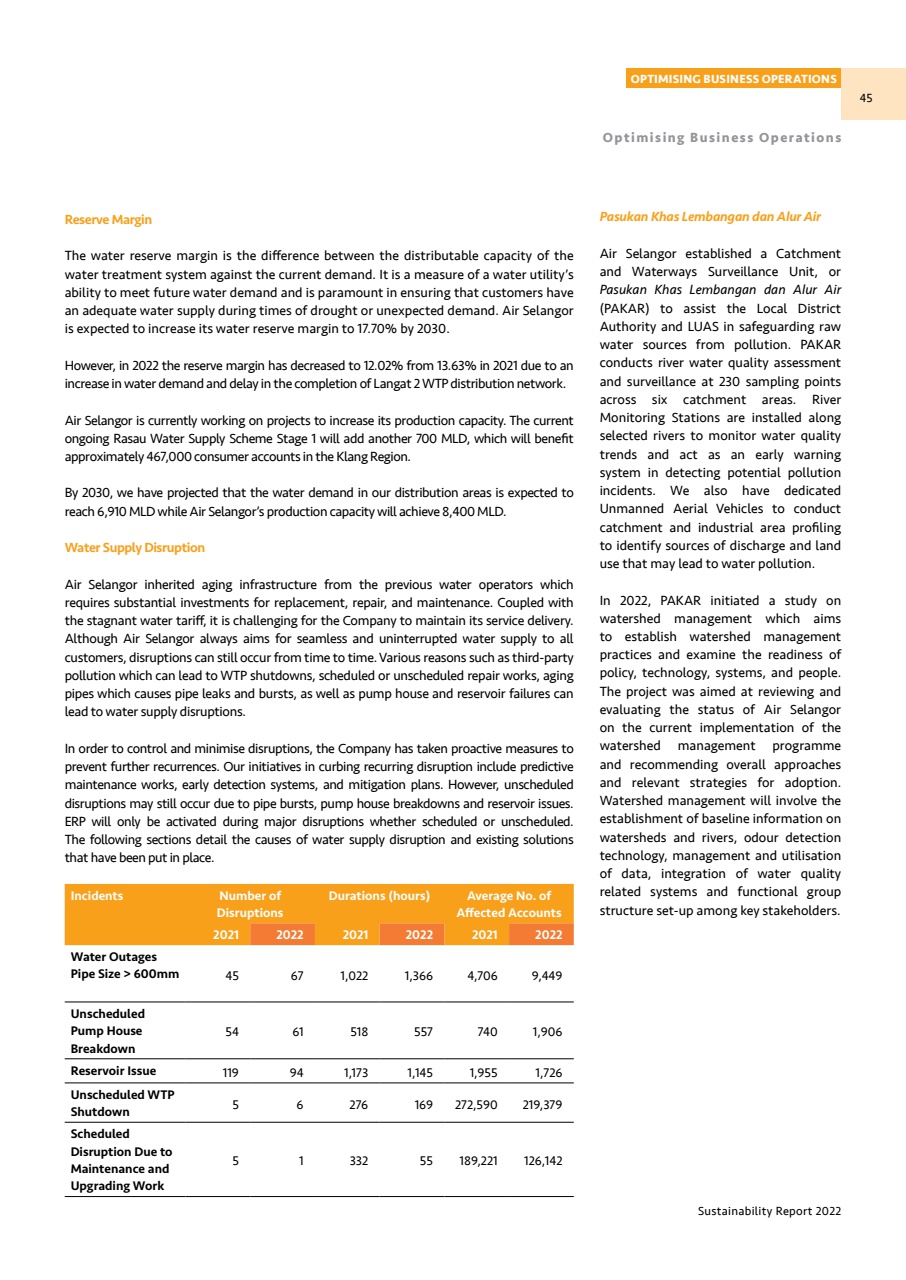 OPTIMISING BUSINESS OPERATIONS
45
Optimising Business Operations
Reserve Margin
The water reserve margin is the difference between the distributable capacity of the
water treatment system against the current demand. It is a measure of a water utility's
ability to meet future water demand and is paramount in ensuring that customers have
an adequate water supply during times of drought or unexpected demand. Air Selangor
is expected to increase its water reserve margin to 17.70% by 2030.
However, in 2022 the reserve margin has decreased to 12.02% from 13.63% in 2021 due to an
increase in water demand and delay in the completion of Langat 2 WTP distribution network.
Air Selangor is currently working on projects to increase its production capacity. The current
ongoing Rasau Water Supply Scheme Stage 1 will add another 700 MLD, which will benefit
approximately 467,000 consumer accounts in the Klang Region.
By 2030, we have projected that the water demand in our distribution areas is expected to
reach 6,910 MLD while Air Selangor's production capacity will achieve 8,400 MLD.
Water Supply Disruption
Air Selangor inherited aging infrastructure from the previous water operators which
requires substantial investments for replacement, repair, and maintenance. Coupled with
the stagnant water tariff, it is challenging for the Company to maintain its service delivery.
Although Air Selangor always aims for seamless and uninterrupted water supply to all
customers, disruptions can still occur from time to time. Various reasons such as third-party
pollution which can lead to WTP shutdowns, scheduled or unscheduled repair works, aging
pipes which causes pipe leaks and bursts, as well as pump house and reservoir failures can
lead to water supply disruptions.
In order to control and minimise disruptions, the Company has taken proactive measures to
prevent further recurrences. Our initiatives in curbing recurring disruption include predictive
maintenance works, early detection systems, and mitigation plans. However, unscheduled
disruptions may still occur due to pipe bursts, pump house breakdowns and reservoir issues.
ERP will only be activated during major disruptions whether scheduled or unscheduled.
The following sections detail the causes of water supply disruption and existing solutions
that have been put in place.
Incidents Number of Durations (hours) Average No. of
Disruptions Affected Accounts
2021 2022 2021 2022 2021 2022
Water Outages
Pipe Size > 600mm 45 67 1,022 1,366 4,706 9,449
Unscheduled
Pump House 54 61 518 557 740 1,906
Breakdown
Reservoir Issue 119 94 1,173 1,145 1,955 1,726
Unscheduled WTP
Shutdown 5 6 276 169 272,590 219,379
Scheduled
Disruption Due to
Maintenance and 5 1 332 55 189,221 126,142
Upgrading Work
Pasukan Khas Lembangan dan Alur Air
Air Selangor established a Catchment
and Waterways Surveillance Unit, or
Pasukan Khas Lembangan dan Alur Air
(PAKAR) to assist the Local District
Authority and LUAS in safeguarding raw
water sources from pollution. PAKAR
conducts river water quality assessment
and surveillance at 230 sampling points
across six catchment areas. River
Monitoring Stations are installed along
selected rivers to monitor water quality
trends and act as an early warning
system in detecting potential pollution
incidents. We also have dedicated
Unmanned Aerial Vehicles to conduct
catchment and industrial area profiling
to identify sources of discharge and land
use that may lead to water pollution.
In 2022, PAKAR initiated a study on
watershed management which aims
to establish watershed management
practices and examine the readiness of
policy, technology, systems, and people.
The project was aimed at reviewing and
evaluating the status of Air Selangor
on the current implementation of the
watershed management programme
and recommending overall approaches
and relevant strategies for adoption.
Watershed management will involve the
establishment of baseline information on
watersheds and rivers, odour detection
technology, management and utilisation
of data, integration of water quality
related systems and functional group
structure set-up among key stakeholders.
Sustainability Report 2022